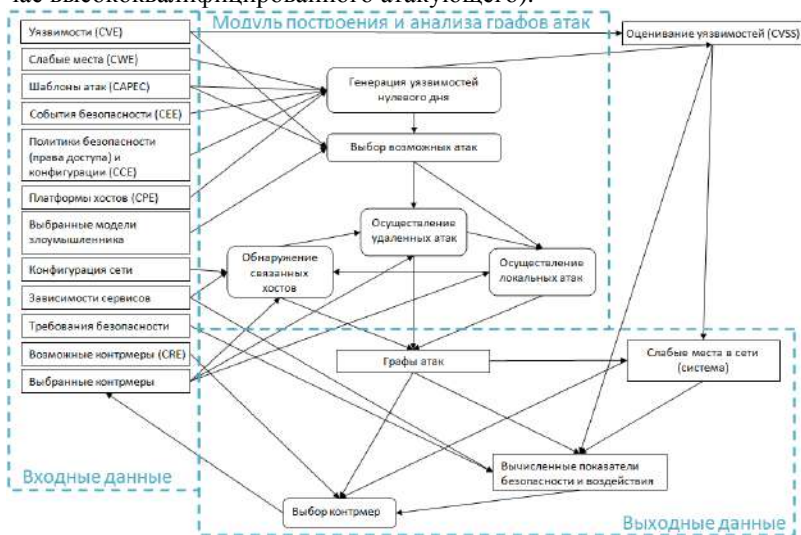 час высококвалифицированного атакующего).
Модуль построения и анализа графов атак
Уязвимости (CVE)
Слабые места (CWE)
Шаблоны атак (CAPEC)
События безопасности (CEE)
Политики безопасности
(права доступа) и
конфигурации (CCE)
Платформы хостов (CPE)
Выбранные модели
злоумышленника
Конфигурация сети
Зависимости сервисов
Требования безопасности
Возможные контрмеры (CRE)
Выбранные контрмеры
Входные данные
Оценивание уязвимостей (CVSS)
Генерация уязвимостей
нулевого дня
Выбор возможных атак
Осуществление
удаленных атак
Обнаружение
связанных
хостов
Осуществление
локальных атак
Графы атак
Слабые места в сети
(система)
Вычисленные показатели
безопасности и воздействия
Выбор контрмер
Выходные данные